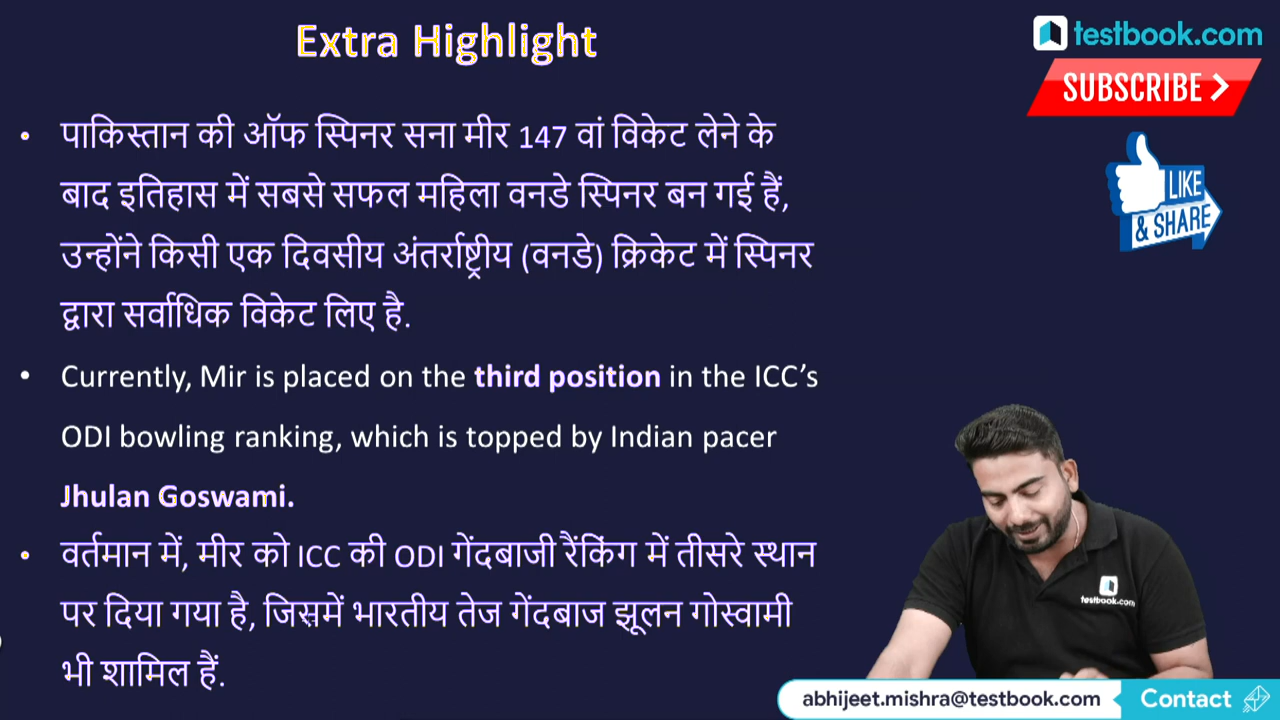 Extra Highlight
testbook.com
SUBSCRIBE
LIKE
& SHARE
• पाकिस्तान की ऑफ स्पिनर सना मीर 147 वां विकेट लेने के
बाद इतिहास में सबसे सफल महिला वनडे स्पिनर बन गई हैं,
उन्होंने किसी एक दिवसीय अंतर्राष्ट्रीय (वनडे) क्रिकेट में स्पिनर
द्वारा सर्वाधिक विकेट लिए है.
• Currently, Mir is placed on the third position in the ICC’s
ODI bowling ranking, which is topped by Indian pacer
Jhulan Goswami.
• वर्तमान में, मीर को ICC की ODI गेंदबाजी रैंकिंग में तीसरे स्थान
पर दिया गया है, जिसमें भारतीय तेज गेंदबाज झूलन गोस्वामी
भी शामिल हैं.
testbook.com
abhijeet.mishra@testbook.com
Contact